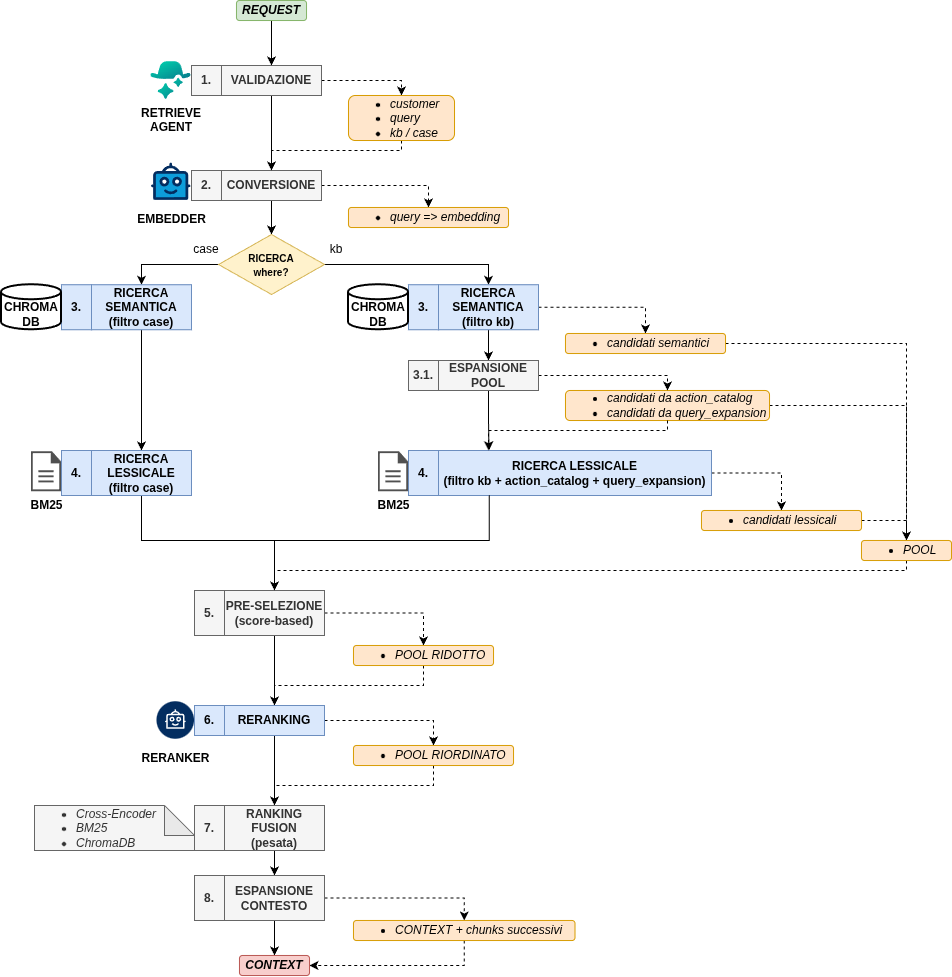 REQUEST
1.
VALIDAZIONE
RETRIEVE
AGENT
• customer
• query
• kb / case
2.
CONVERSIONE
EMBEDDER
• query => embedding
RICERCA
where?
case
kb
CHROMA
DB
3.
RICERCA
SEMANTICA
(filtro case)
CHROMA
DB
3.
RICERCA
SEMANTICA
(filtro kb)
• candidati semantici
3.1.
ESPANSIONE
POOL
• candidati da action_catalog
• candidati da query_expansion
BM25
4.
RICERCA
LESSICALE
(filtro case)
BM25
4.
RICERCA LESSICALE
(filtro kb + action_catalog + query_expansion)
• candidati lessicali
• POOL
5.
PRE-SELEZIONE
(score-based)
• POOL RIDOTTO
6.
RERANKING
RERANKER
• POOL RIORDINATO
• Cross-Encoder
• BM25
• ChromaDB
7.
RANKING
FUSION
(pesata)
8.
ESPANSIONE
CONTESTO
• CONTEXT + chunks successivi
CONTEXT